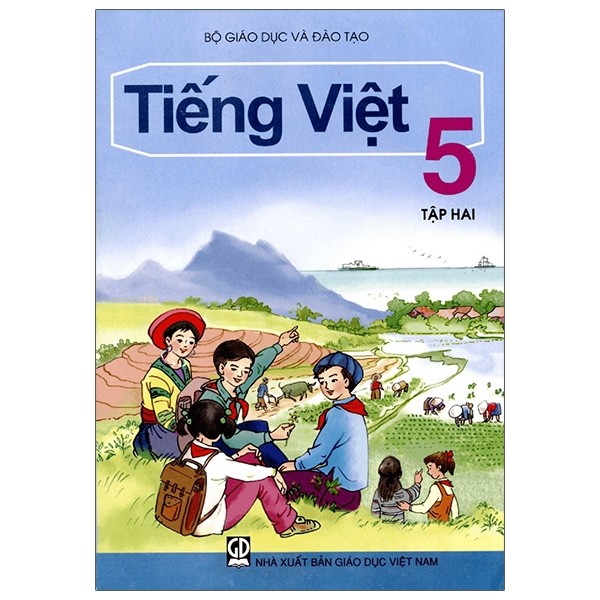 BỘ GIÁO DỤC VÀ ĐÀO TẠO
Tiếng Việt
5
TẬP HAI
GD
NHÀ XUẤT BẢN GIÁO DỤC VIỆT NAM